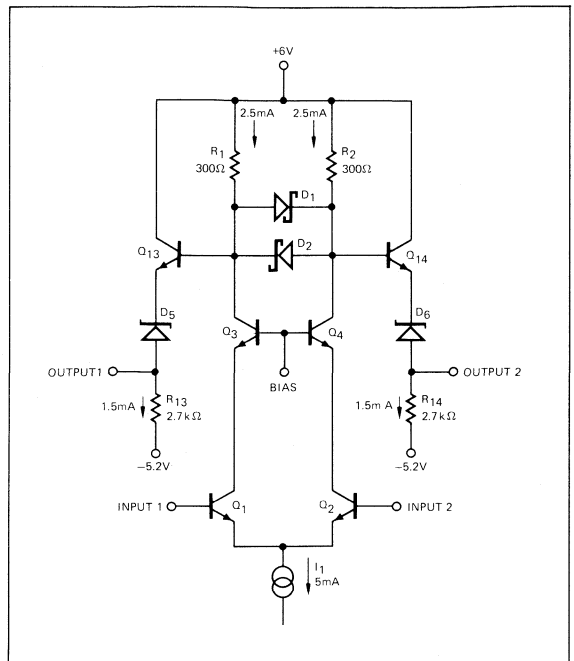 +6V
2.5mA
2.5mA
R1
300Ω
R2
300Ω
D1
D2
Q13
Q14
D5
D6
Q3
Q4
OUTPUT1
OUTPUT 2
BIAS
1.5mA
R13
2.7kΩ
1.5mA
R14
2.7kΩ
−5.2V
−5.2V
INPUT 1
Q1
Q2
INPUT 2
I1
5mA